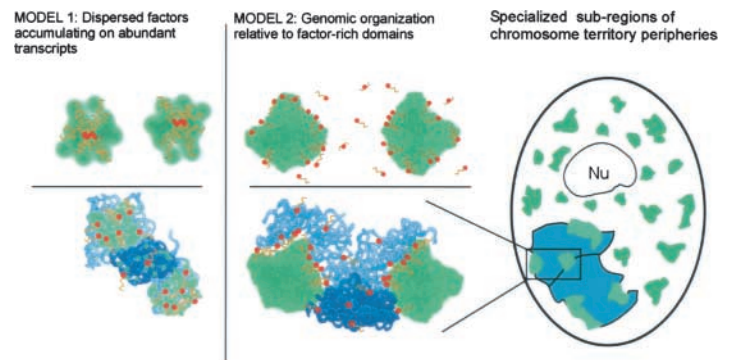 MODEL 1: Dispersed factors
accumulating on abundant
transcripts
MODEL 2: Genomic organization
relative to factor-rich domains
Specialized sub-regions of
chromosome territory peripheries
Nu